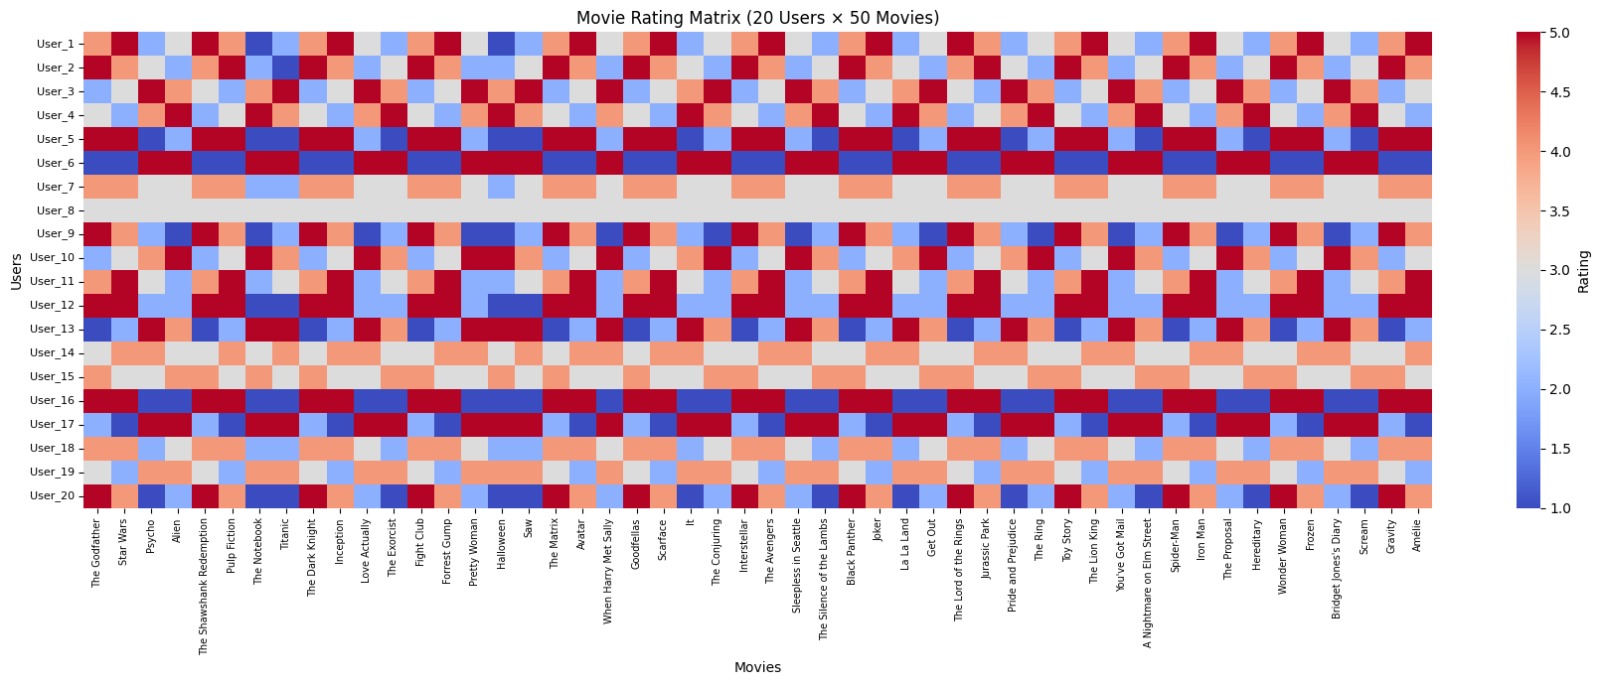 Movie Rating Matrix (20 Users × 50 Movies)
Users
User_1
User_2
User_3
User_4
User_5
User_6
User_7
User_8
User_9
User_10
User_11
User_12
User_13
User_14
User_15
User_16
User_17
User_18
User_19
User_20
The Godfather
Star Wars
Psycho
Alien
The Shawshank Redemption
Pulp Fiction
The Notebook
Titanic
The Dark Knight
Inception
Love Actually
The Exorcist
Fight Club
Forrest Gump
Pretty Woman
Halloween
Saw
The Matrix
Avatar
When Harry Met Sally
Goodfellas
Scarface
It
The Conjuring
Interstellar
The Avengers
Sleepless in Seattle
The Silence of the Lambs
Black Panther
Joker
La La Land
Get Out
The Lord of the Rings
Jurassic Park
Pride and Prejudice
The Ring
Toy Story
The Lion King
You've Got Mail
A Nightmare on Elm Street
Spider-Man
Iron Man
The Proposal
Hereditary
Wonder Woman
Frozen
Bridget Jones's Diary
Scream
Gravity
Amélie
Movies
5.0
4.5
4.0
3.5
3.0
2.5
2.0
1.5
1.0
Rating